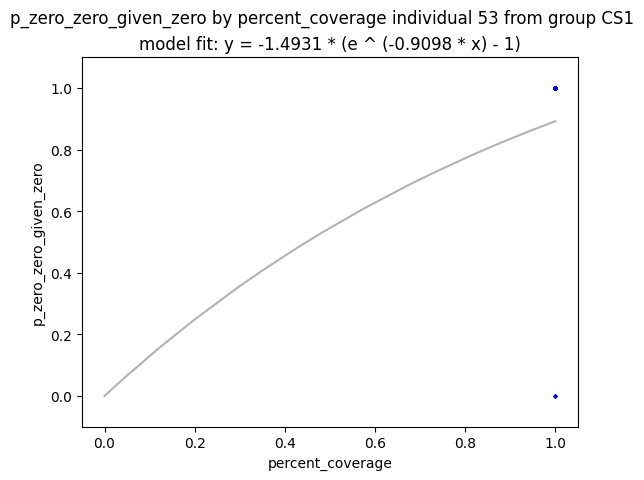 p_zero_zero_given_zero by percent_coverage individual 53 from group CS1
model fit: y = -1.4931 * (e ^ (-0.9098 * x) - 1)
1.0
0.8
0.6
0.4
0.2
0.0
p_zero_zero_given_zero
0.0 0.2 0.4 0.6 0.8 1.0
percent_coverage